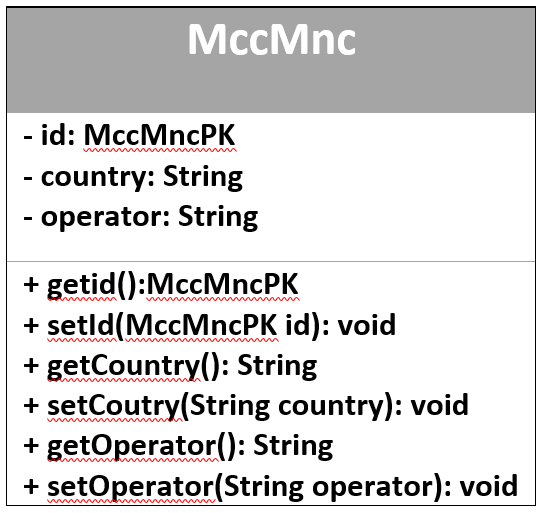 MccMnc
- id: MccMncPK
- country: String
- operator: String
+ getid():MccMncPK
+ setId(MccMncPK id): void
+ getCountry(): String
+ setCoutry(String country): void
+ getOperator(): String
+ setOperator(String operator): void